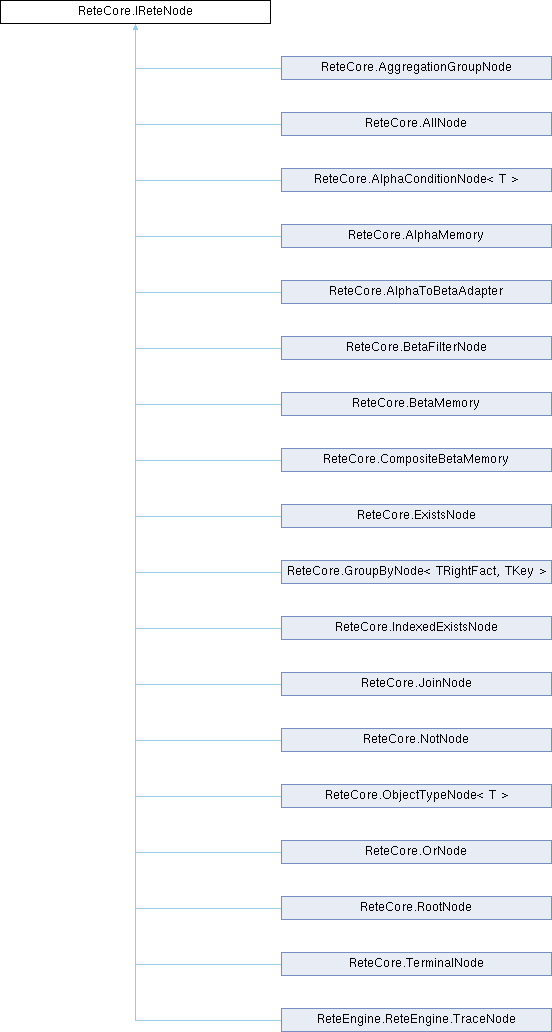 ReteCore.IReteNode
ReteCore.AggregationGroupNode
ReteCore.AllNode
ReteCore.AlphaConditionNode< T >
ReteCore.AlphaMemory
ReteCore.AlphaToBetaAdapter
ReteCore.BetaFilterNode
ReteCore.BetaMemory
ReteCore.CompositeBetaMemory
ReteCore.ExistsNode
ReteCore.GroupByNode< TRightFact, TKey >
ReteCore.IndexedExistsNode
ReteCore.JoinNode
ReteCore.NotNode
ReteCore.ObjectTypeNode< T >
ReteCore.OrNode
ReteCore.RootNode
ReteCore.TerminalNode
ReteEngine.ReteEngine.TraceNode